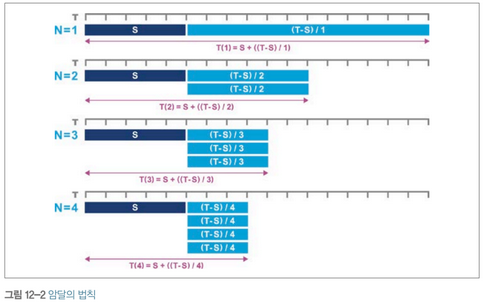 T
N=1 S (T-S) / 1
T(1) = S + ((T-S) / 1)
T
N=2 S (T-S) / 2
(T-S) / 2
T(2) = S + ((T-S) / 2)
T
N=3 S (T-S) / 3
(T-S) / 3
(T-S) / 3
T(3) = S + ((T-S) / 3)
T
N=4 S (T-S) / 4
(T-S) / 4
(T-S) / 4
(T-S) / 4
T(4) = S + ((T-S) / 4)
그림 12-2 암달의 법칙